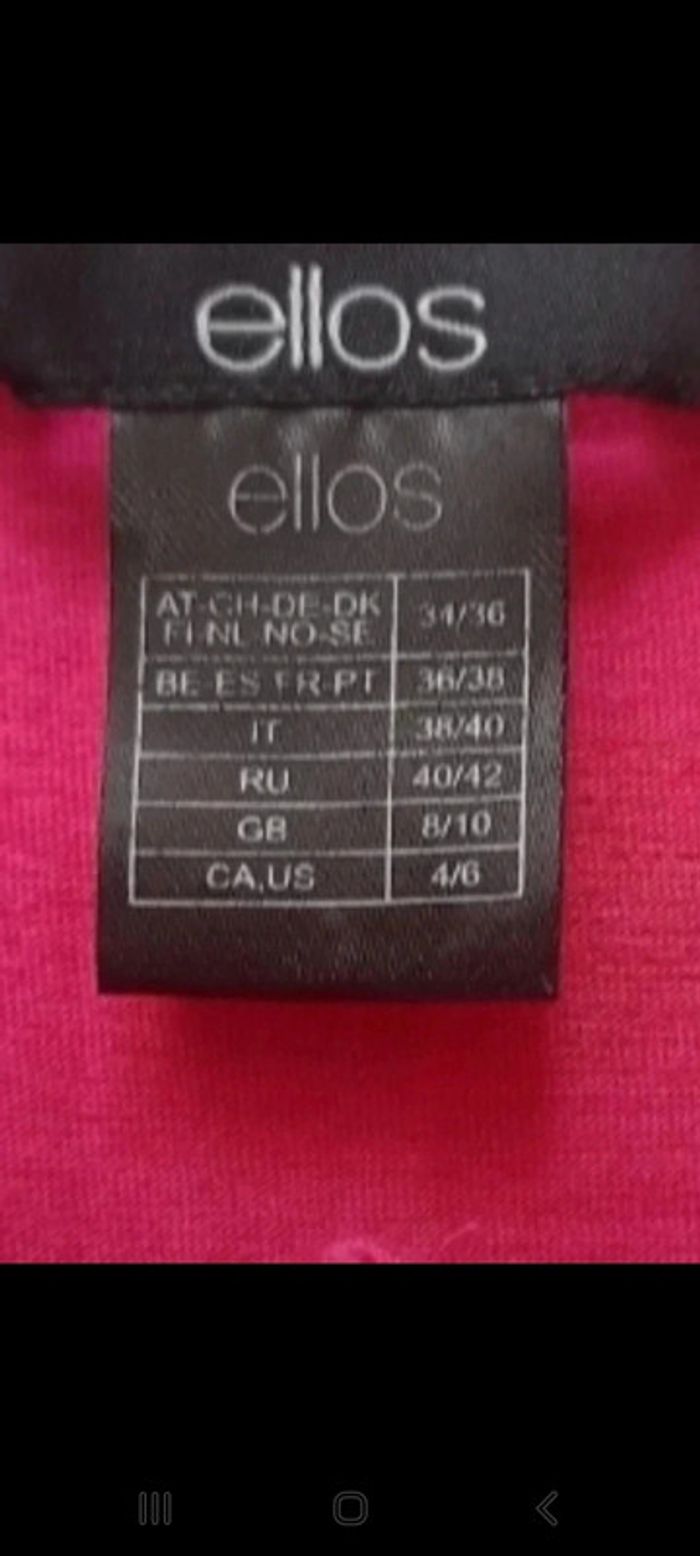 ellos
ellos
AT-CH-DE-DK 34/36
FI-NL-NO-SE
BE-ES-FR-PT 36/38
IT 38/40
RU 40/42
GB 8/10
CA,US 4/6